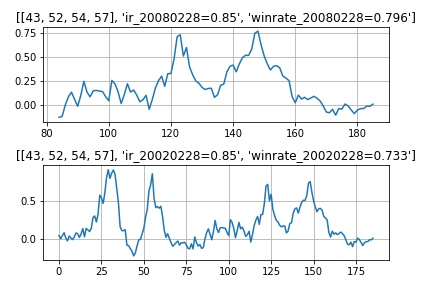 [[43, 52, 54, 57], 'ir_20080228=0.85', 'winrate_20080228=0.796']
0.75
0.50
0.25
0.00
80 100 120 140 160 180
[[43, 52, 54, 57], 'ir_20020228=0.85', 'winrate_20020228=0.733']
0.5
0.0
0 25 50 75 100 125 150 175